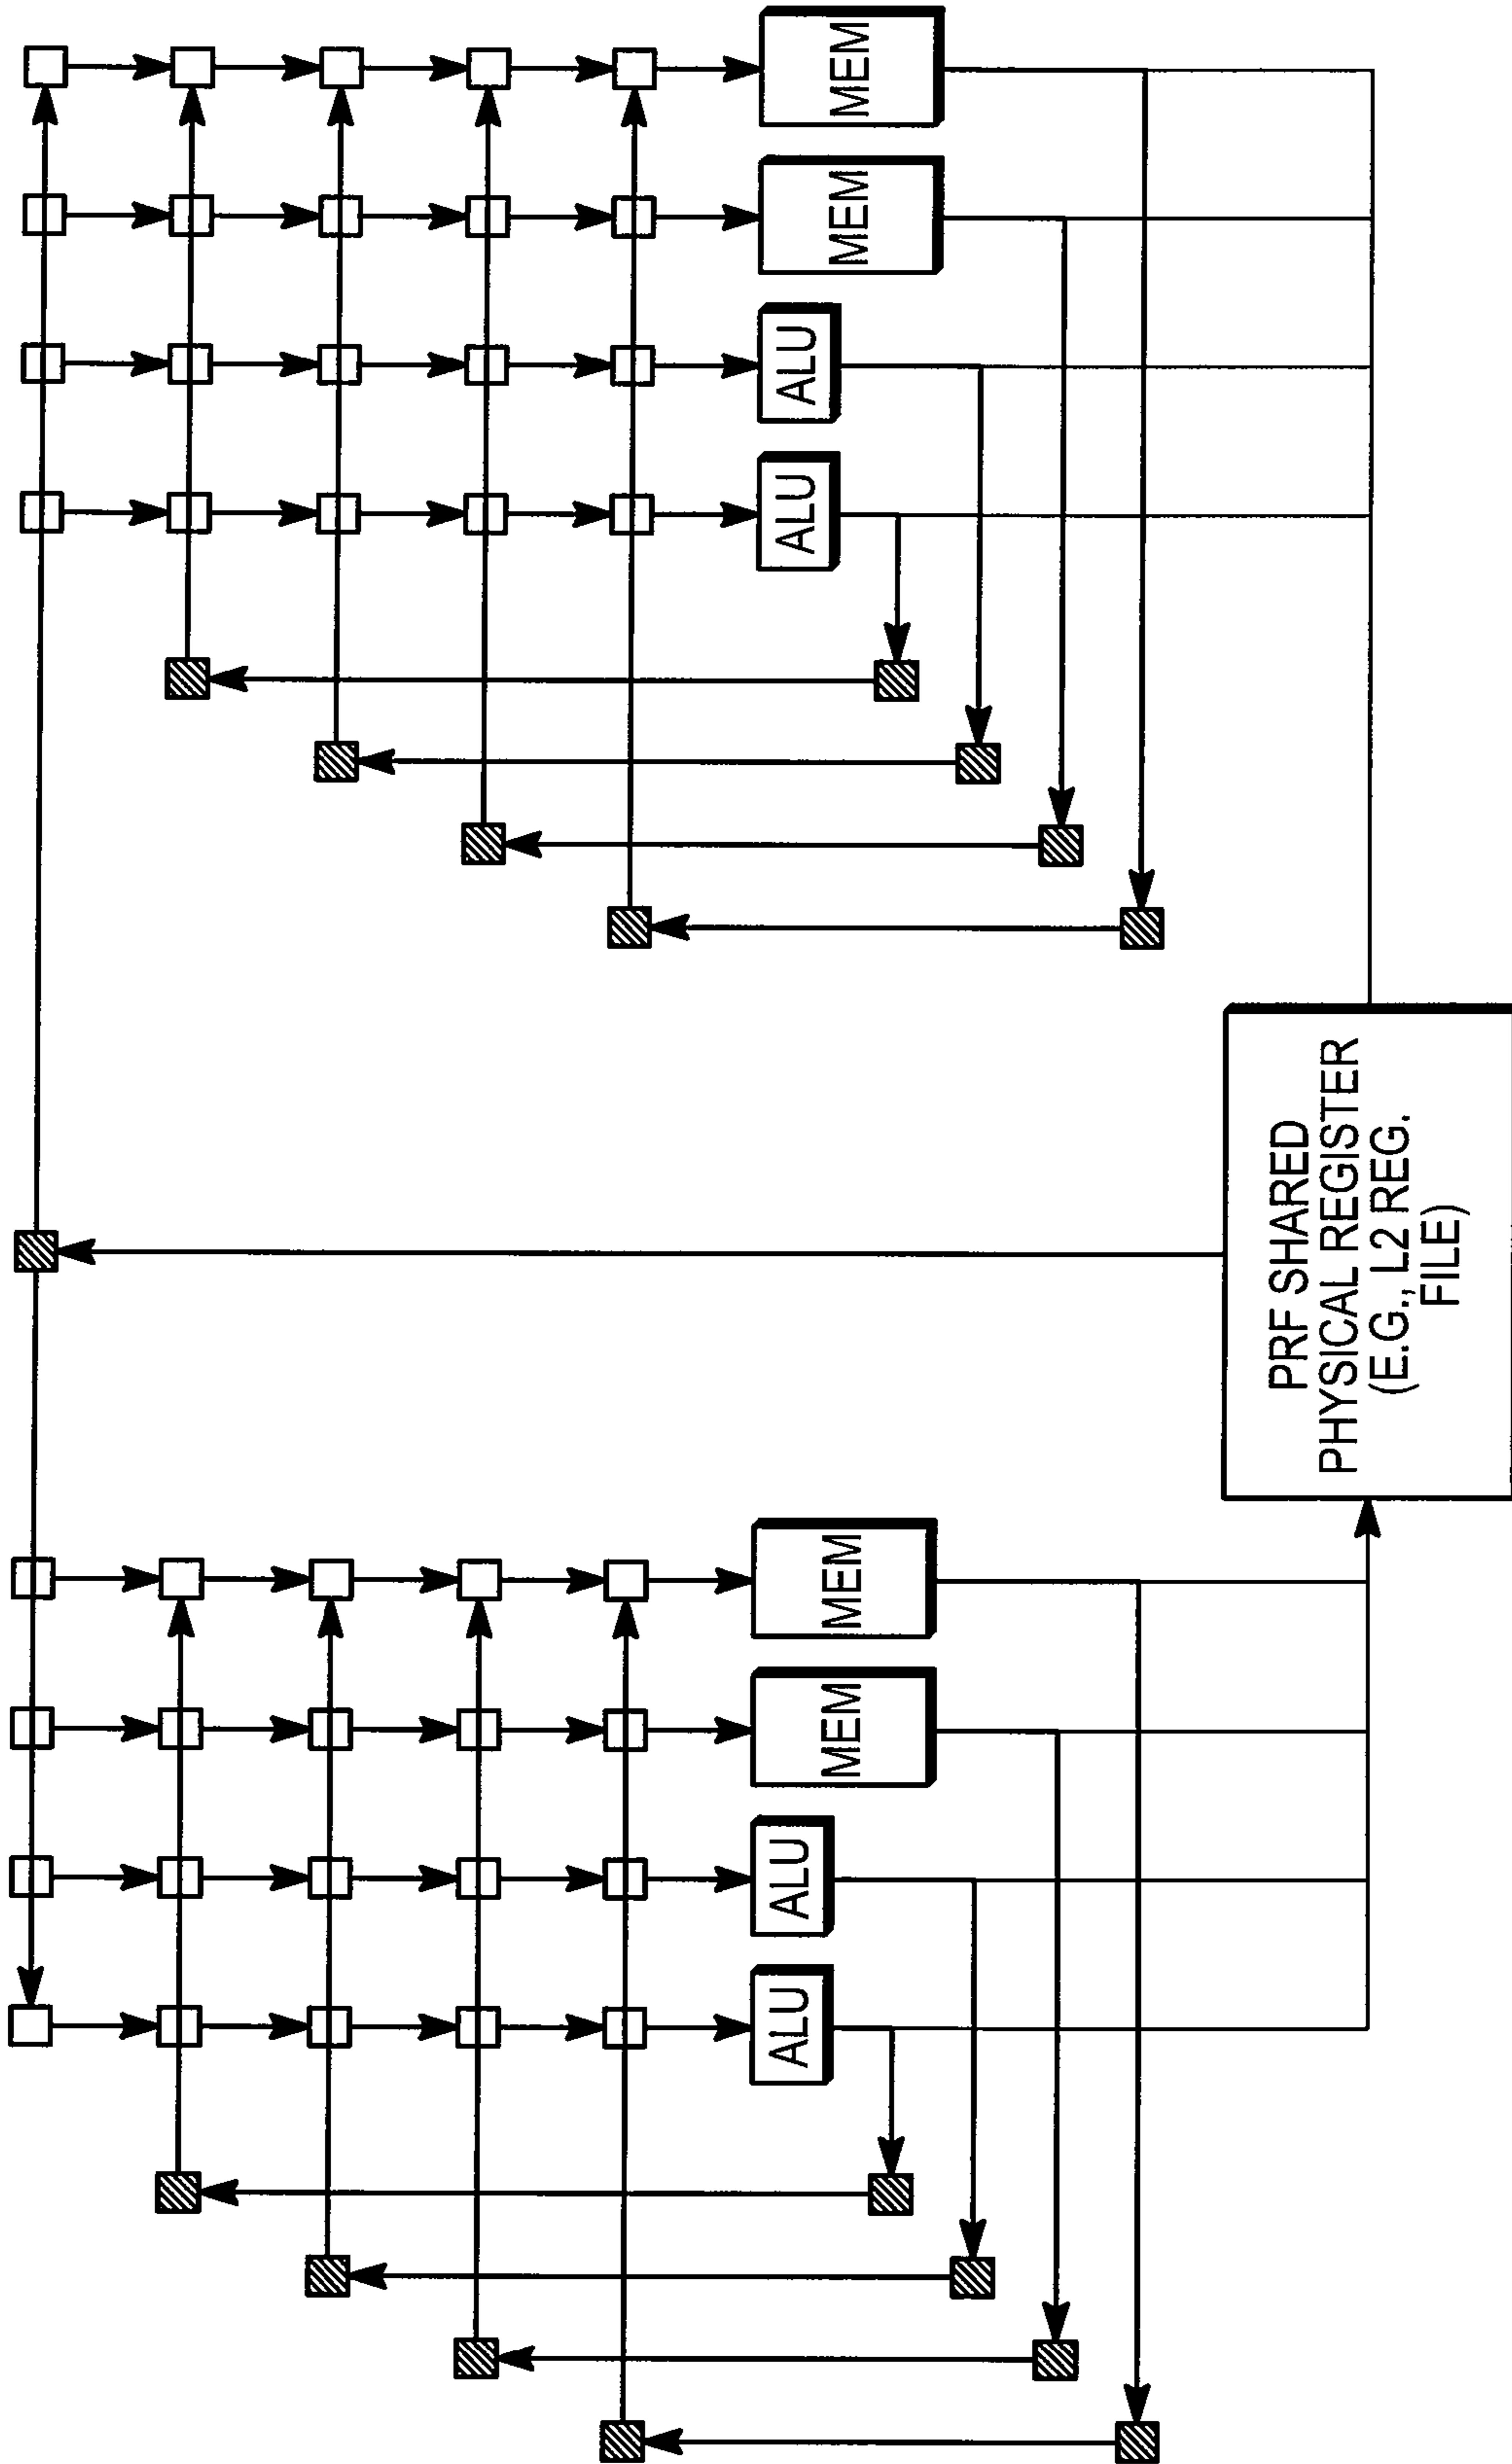 ALU
ALU
MEM
MEM
PRF SHARED
PHYSICAL REGISTER
(E.G., L2 REG.
FILE)
ALU
ALU
MEM
MEM